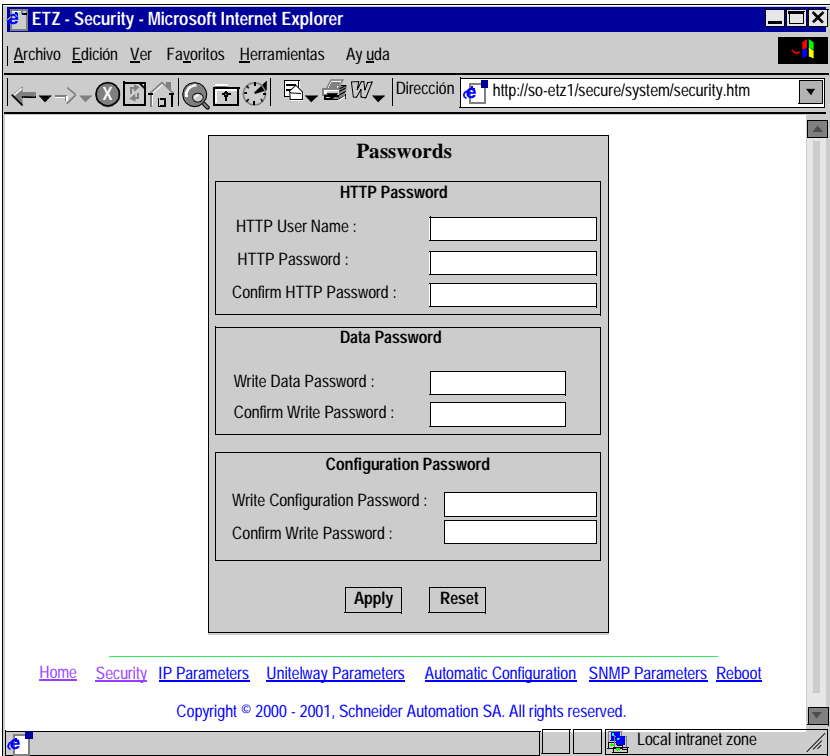 ETZ - Security - Microsoft Internet Explorer
Archivo Edición Ver Favoritos Herramientas Ay uda
Dirección http://so-etz1/secure/system/security.htm
Passwords
HTTP Password
HTTP User Name :
HTTP Password :
Confirm HTTP Password :
Data Password
Write Data Password :
Confirm Write Password :
Configuration Password
Write Configuration Password :
Confirm Write Password :
Apply Reset
Home Security IP Parameters Unitelway Parameters Automatic Configuration SNMP Parameters Reboot
Copyright © 2000 - 2001, Schneider Automation SA. All rights reserved.
Local intranet zone